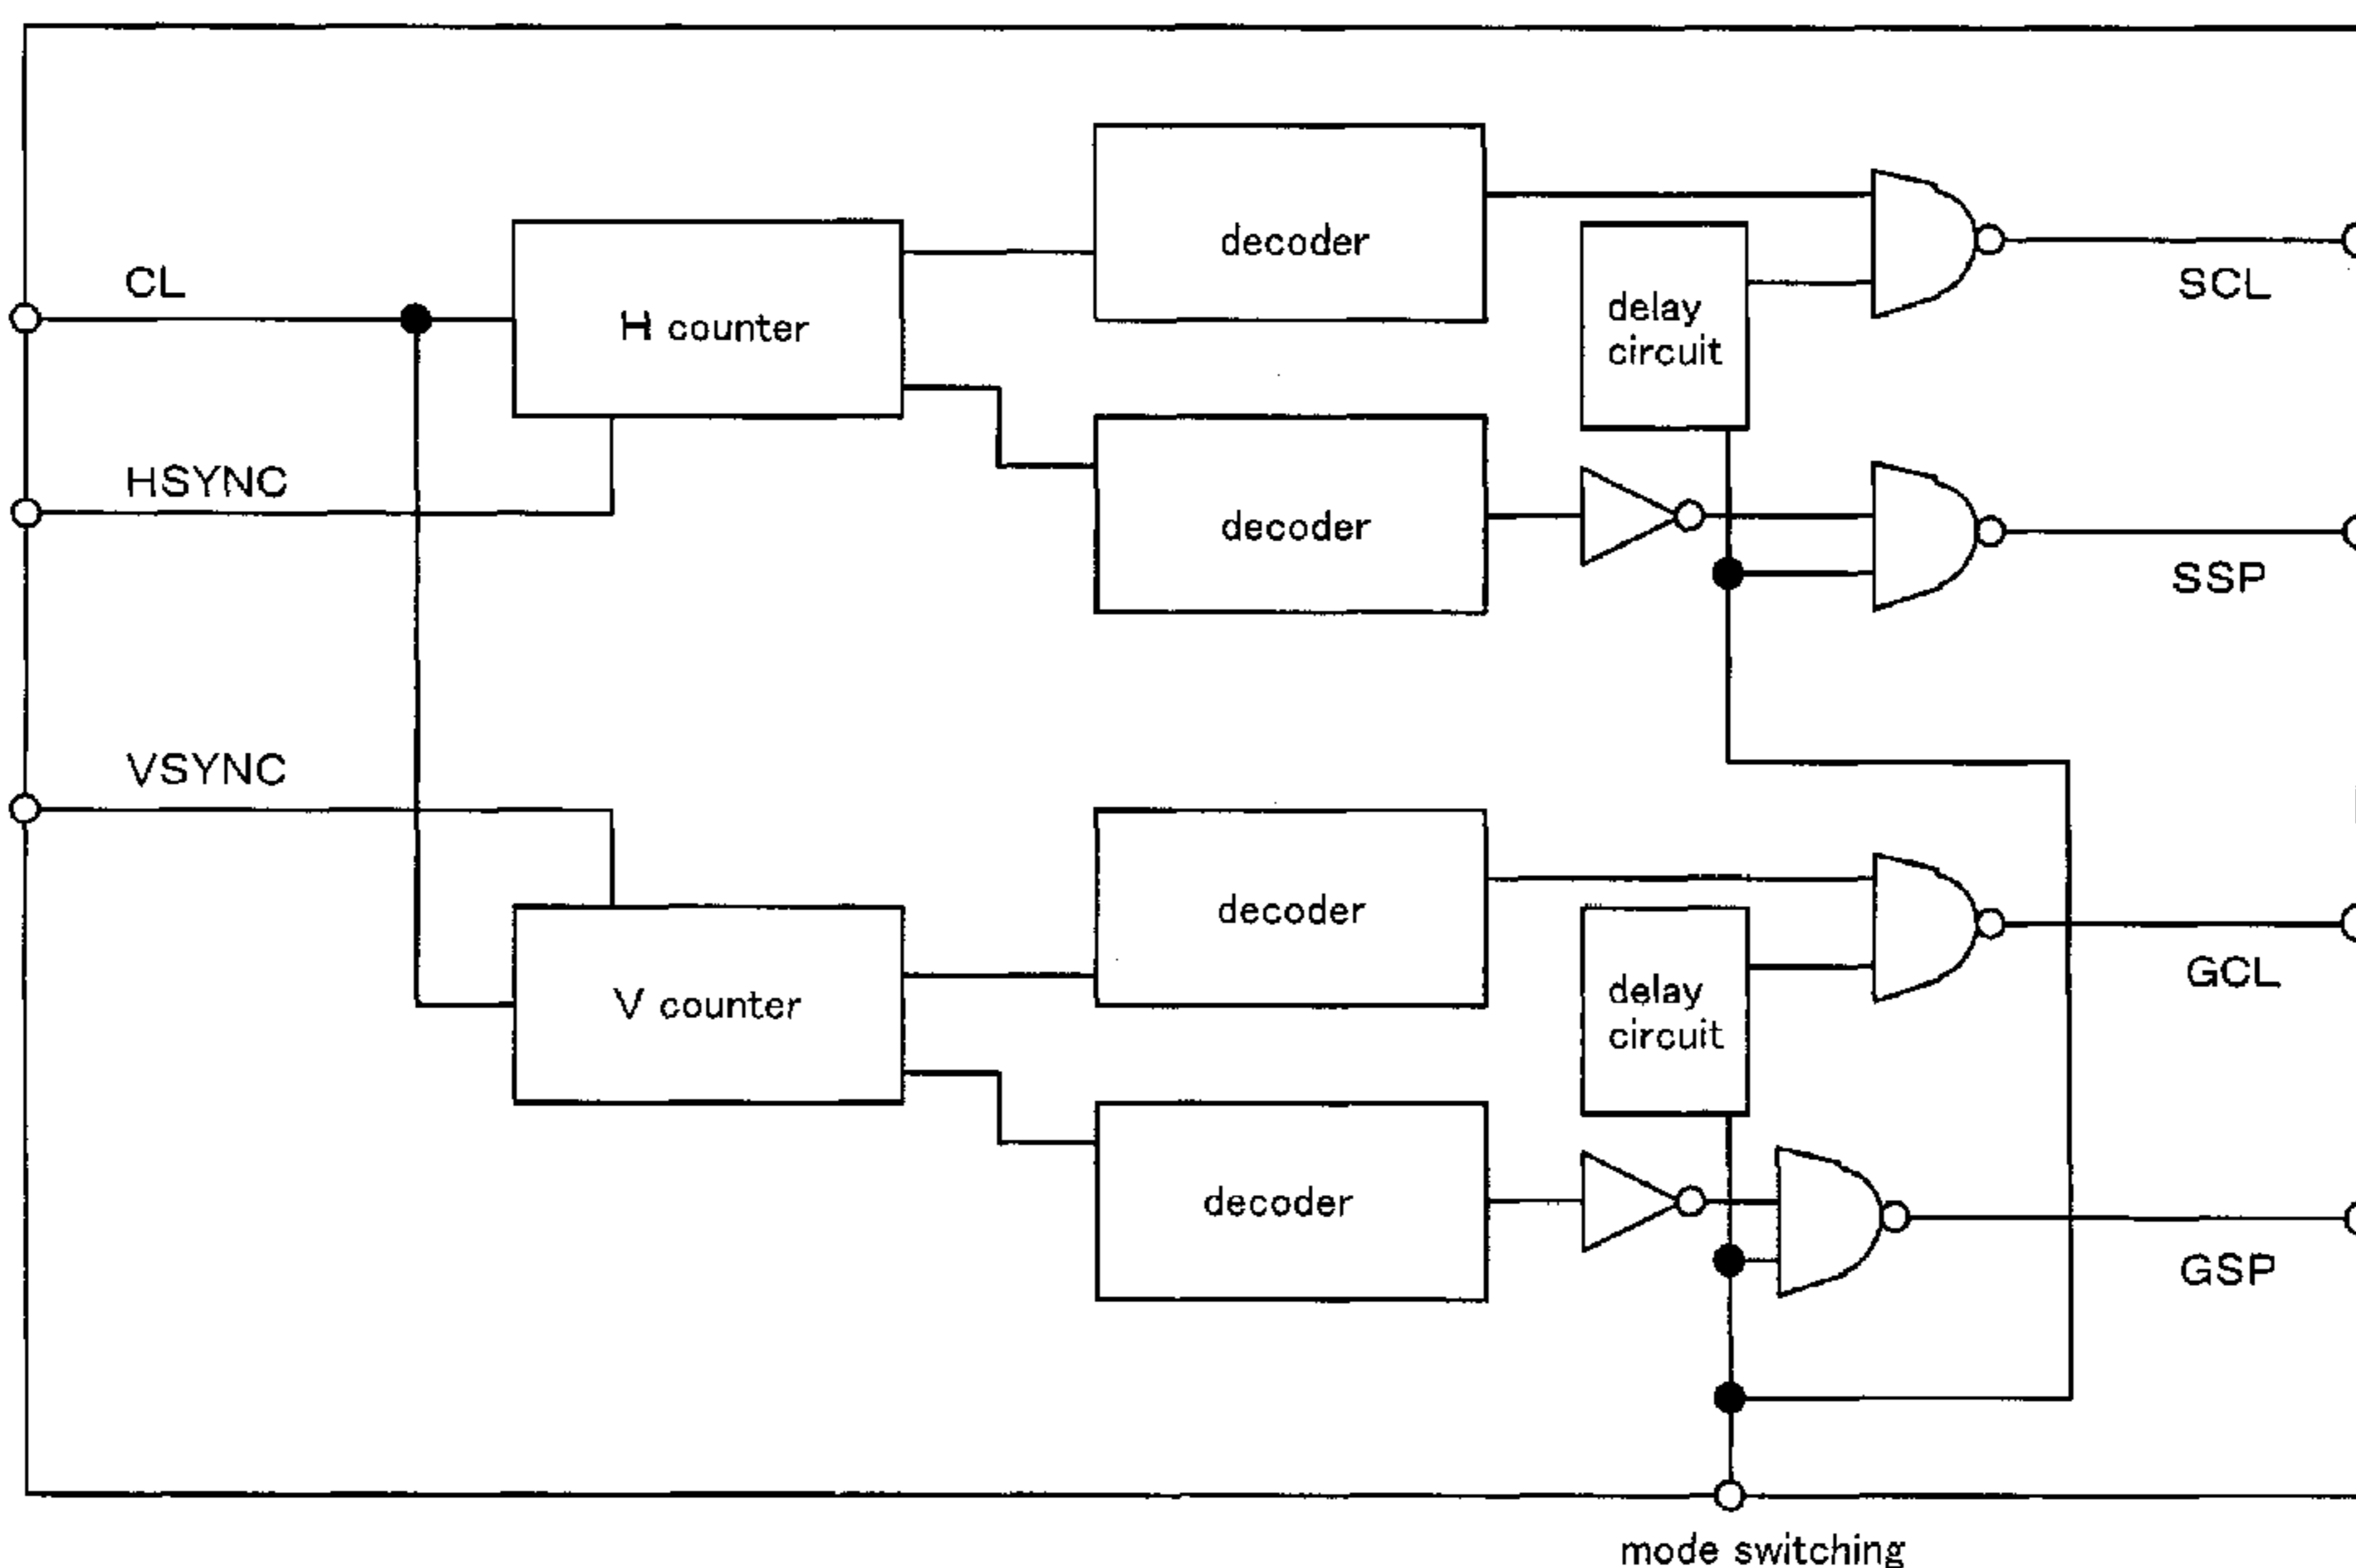 decoder
delay
circuit
SCL
CL
H counter
HSYNC
decoder
SSP
VSYNC
decoder
delay
circuit
GCL
V counter
decoder
GSP
mode switching